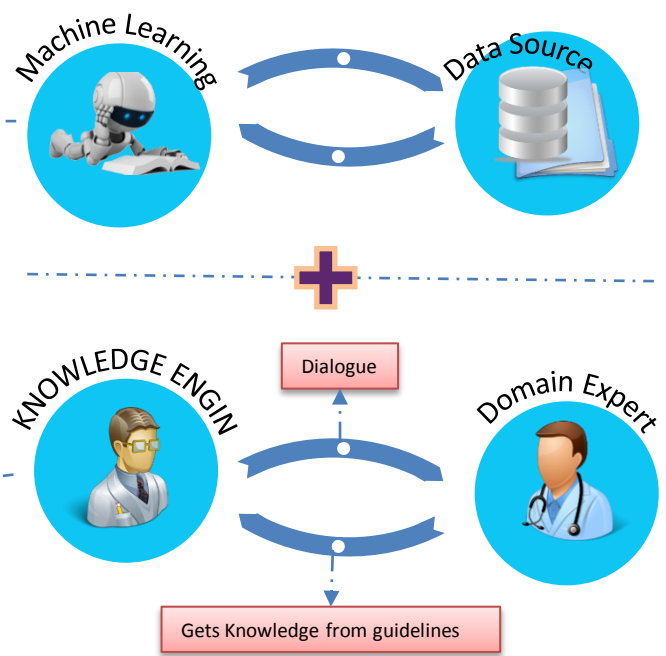 Machine Learning
Data Source
Dialogue
KNOWLEDGE ENGIN
Domain Expert
Gets Knowledge from guidelines